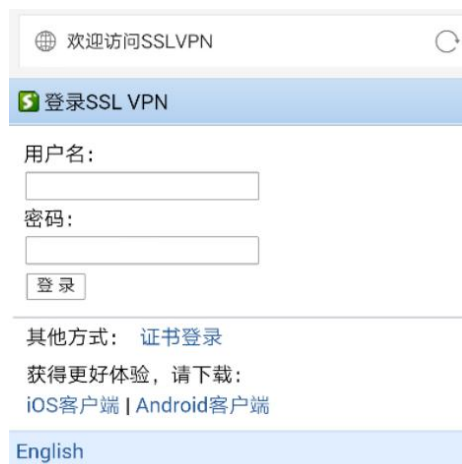 欢迎访问SSLVPN
登录SSL VPN
用户名:
密码:
登 录
其他方式: 证书登录
获得更好体验，请下载:
iOS客户端 | Android客户端
English